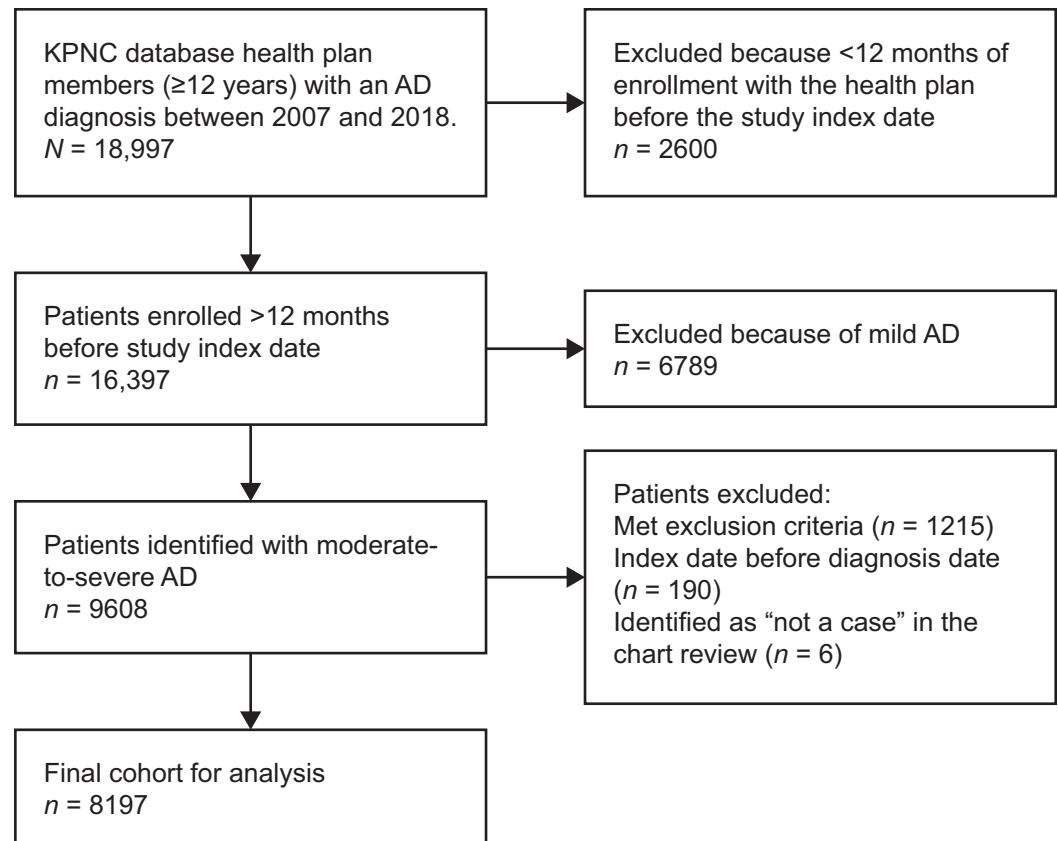 KPNC database health plan
members (≥12 years) with an AD
diagnosis between 2007 and 2018.
N = 18,997
Excluded because <12 months of
enrollment with the health plan
before the study index date
n = 2600
Patients enrolled >12 months
before study index date
n = 16,397
Excluded because of mild AD
n = 6789
Patients identified with moderate-
to-severe AD
n = 9608
Patients excluded:
Met exclusion criteria (n = 1215)
Index date before diagnosis date
(n = 190)
Identified as “not a case” in the
chart review (n = 6)
Final cohort for analysis
n = 8197